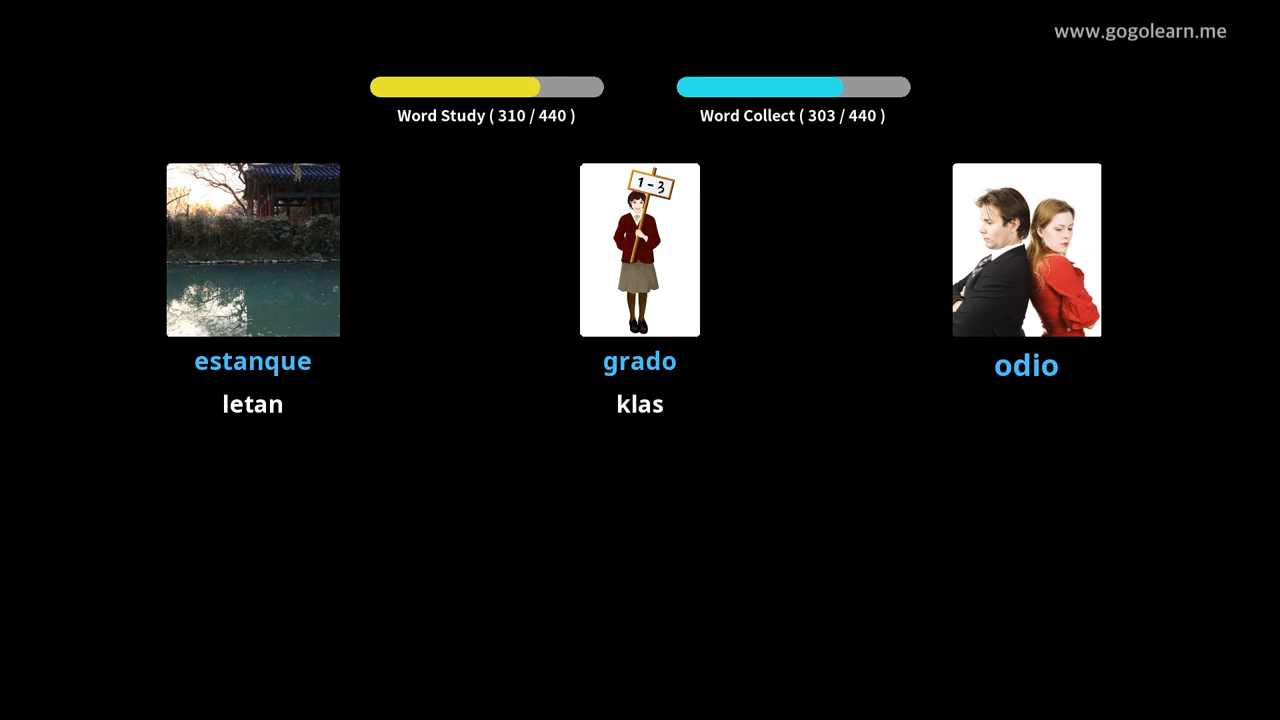 www.gogolearn.me
Word Study ( 310 / 440 )
Word Collect ( 303 / 440 )
1-3
estanque
grado
odio
letan
klas